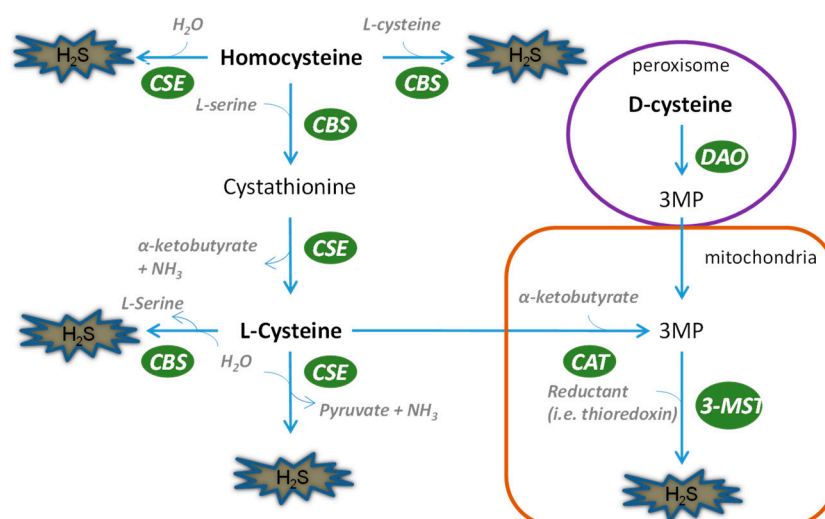 H₂O
L-cysteine
H₂S
Homocysteine
H₂S
CSE
CBS
peroxisome
D-cysteine
L-serine
CBS
DAO
Cystathionine
3MP
α-ketobutyrate
+ NH₃
CSE
mitochondria
L-Serine
α-ketobutyrate
H₂S
L-Cysteine
3MP
CBS
H₂O
CSE
CAT
Pyruvate + NH₃
Reductant
(i.e. thioredoxin)
3-MST
H₂S
H₂S